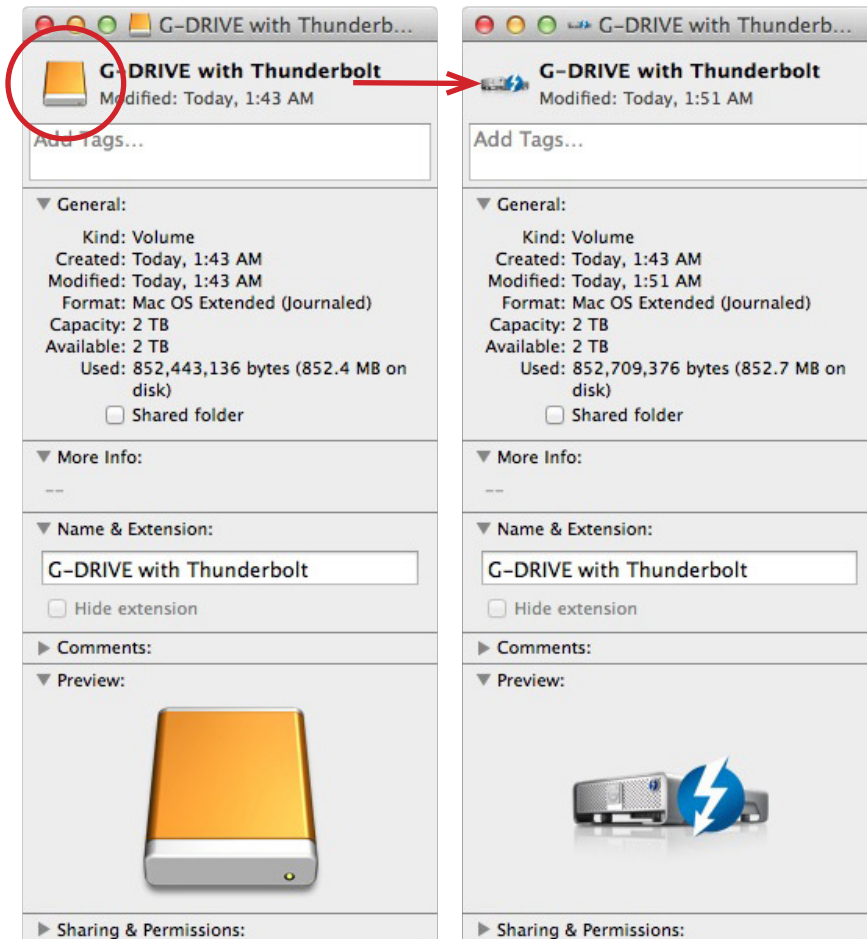 G-DRIVE with Thunderb...
G-DRIVE with Thunderbolt
Modified: Today, 1:43 AM
Add Tags...
General:
Kind: Volume
Created: Today, 1:43 AM
Modified: Today, 1:43 AM
Format: Mac OS Extended (Journaled)
Capacity: 2 TB
Available: 2 TB
Used: 852,443,136 bytes (852.4 MB on
disk)
Shared folder
More Info:
--
Name & Extension:
G-DRIVE with Thunderbolt
Hide extension
Comments:
Preview:
Sharing & Permissions:
G-DRIVE with Thunderb...
G-DRIVE with Thunderbolt
Modified: Today, 1:51 AM
Add Tags...
General:
Kind: Volume
Created: Today, 1:43 AM
Modified: Today, 1:51 AM
Format: Mac OS Extended (Journaled)
Capacity: 2 TB
Available: 2 TB
Used: 852,709,376 bytes (852.7 MB on
disk)
Shared folder
More Info:
--
Name & Extension:
G-DRIVE with Thunderbolt
Hide extension
Comments:
Preview:
Sharing & Permissions: